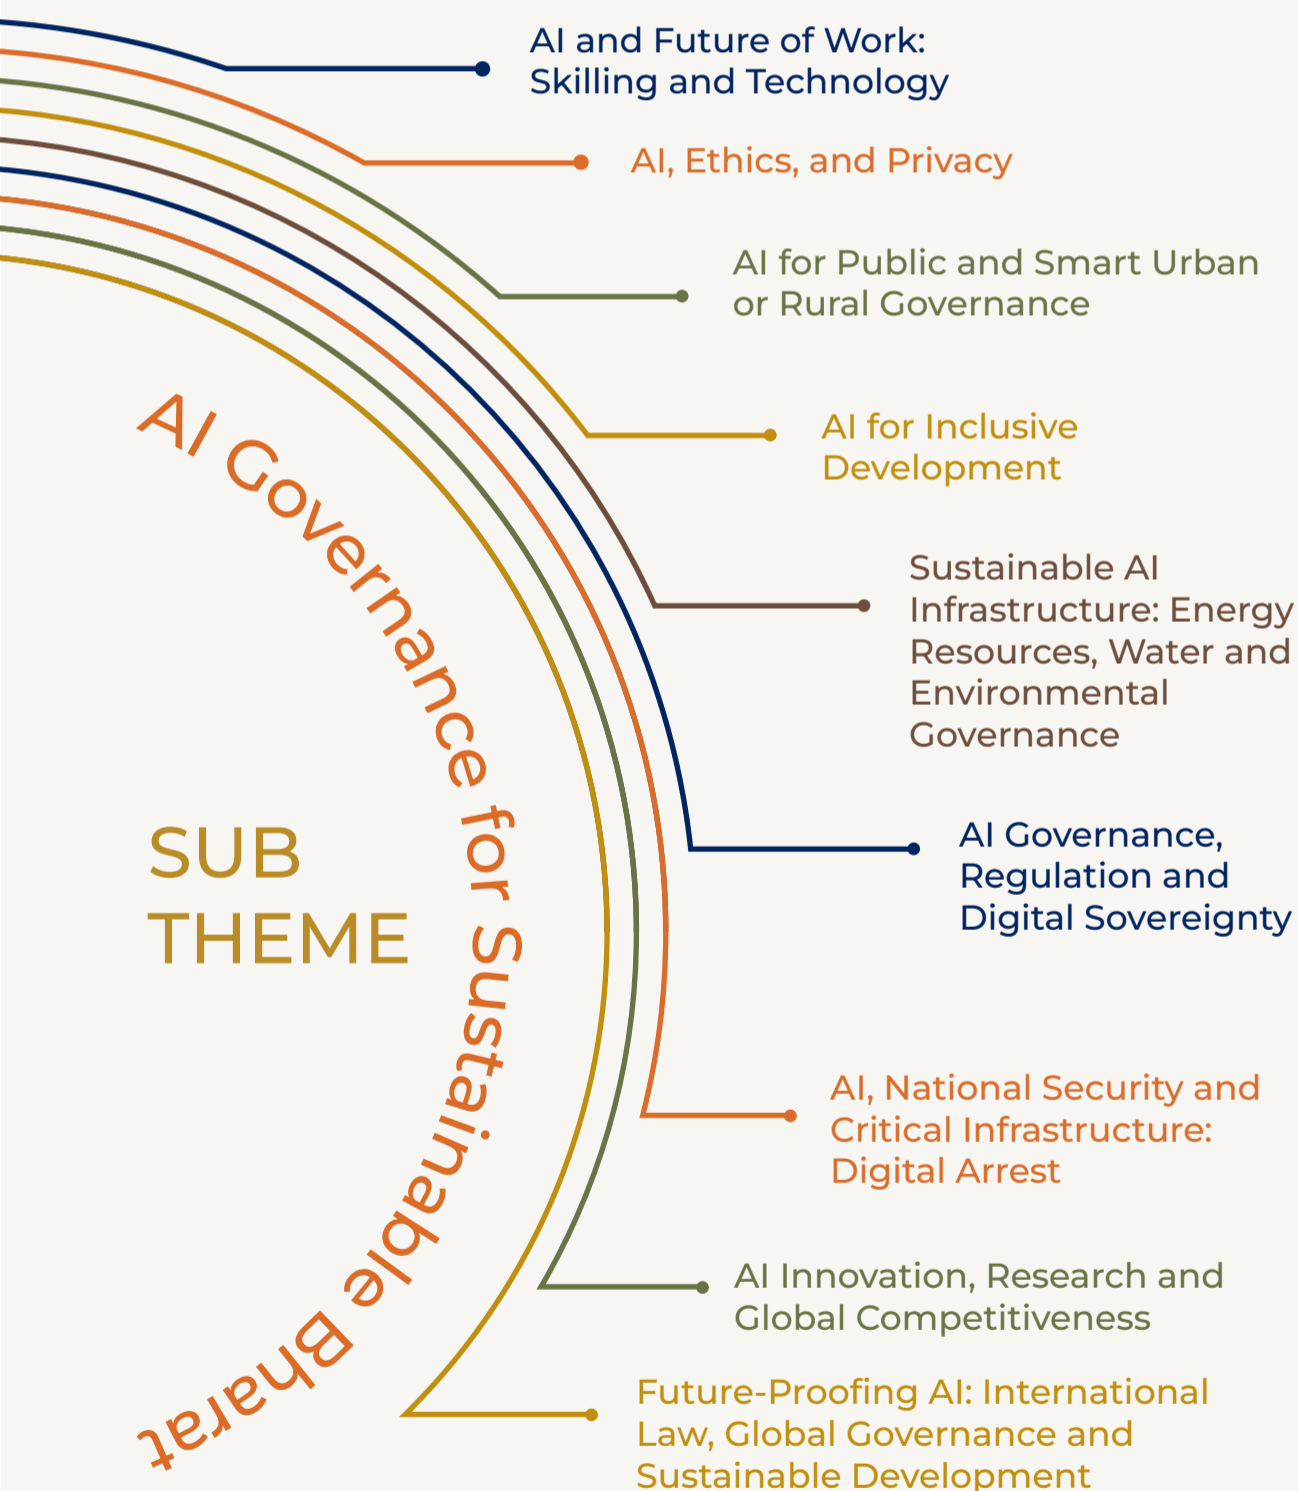 AI and Future of Work:
Skilling and Technology
AI, Ethics, and Privacy
AI for Public and Smart Urban
or Rural Governance
AI for Inclusive
Development
Sustainable AI
Infrastructure: Energy
Resources, Water and
Environmental
Governance
AI Governance,
Regulation and
Digital Sovereignty
AI, National Security and
Critical Infrastructure:
Digital Arrest
AI Innovation, Research and
Global Competitiveness
Future-Proofing AI: International
Law, Global Governance and
Sustainable Development
AI Governance for Sustainable Bharat
SUB
THEME